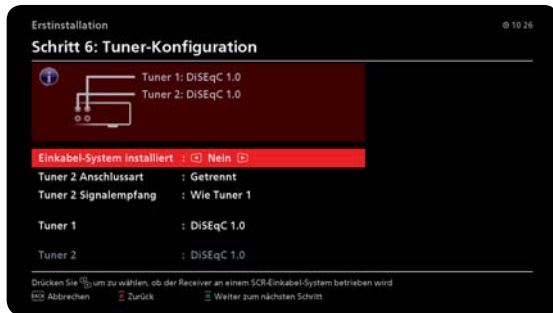 Erstinstallation 10 26
Schritt 6: Tuner-Konfiguration
Tuner 1: DiSEqC 1.0
Tuner 2: DiSEqC 1.0
Einkabel-System installiert : Nein
Tuner 2 Anschlussart : Getrennt
Tuner 2 Signalempfang : Wie Tuner 1
Tuner 1 : DiSEqC 1.0
Tuner 2 : DiSEqC 1.0
Drücken Sie um zu wählen, ob der Receiver an einem SCR-Einkabel-System betrieben wird
BACK Abbrechen Zurück Weiter zum nächsten Schritt